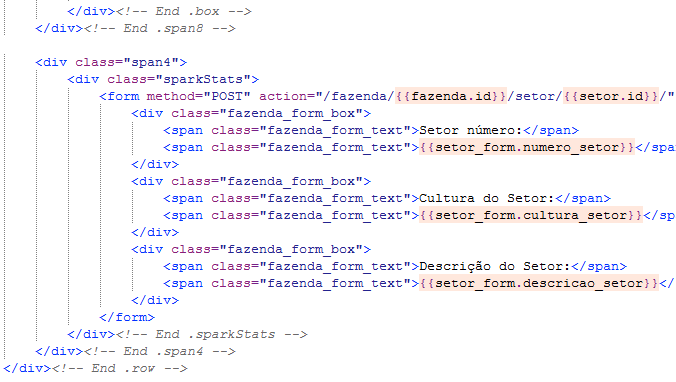 </div><!-- End .box -->
</div><!-- End .span8 -->
<div class="span4">
<div class="sparkStats">
<form method="POST" action="/fazenda/{{fazenda.id}}/setor/{{setor.id}}/"
<div class="fazenda_form_box">
<span class="fazenda_form_text">Setor número:</span>
<span class="fazenda_form_text">{{setor_form.numero_setor}}</spa
</div>
<div class="fazenda_form_box">
<span class="fazenda_form_text">Cultura do Setor:</span>
<span class="fazenda_form_text">{{setor_form.cultura_setor}}</sp
</div>
<div class="fazenda_form_box">
<span class="fazenda_form_text">Descrição do Setor:</span>
<span class="fazenda_form_text">{{setor_form.descricao_setor}}</
</div>
</form>
</div><!-- End .sparkStats -->
</div><!-- End .span4 -->
</div><!-- End .row -->